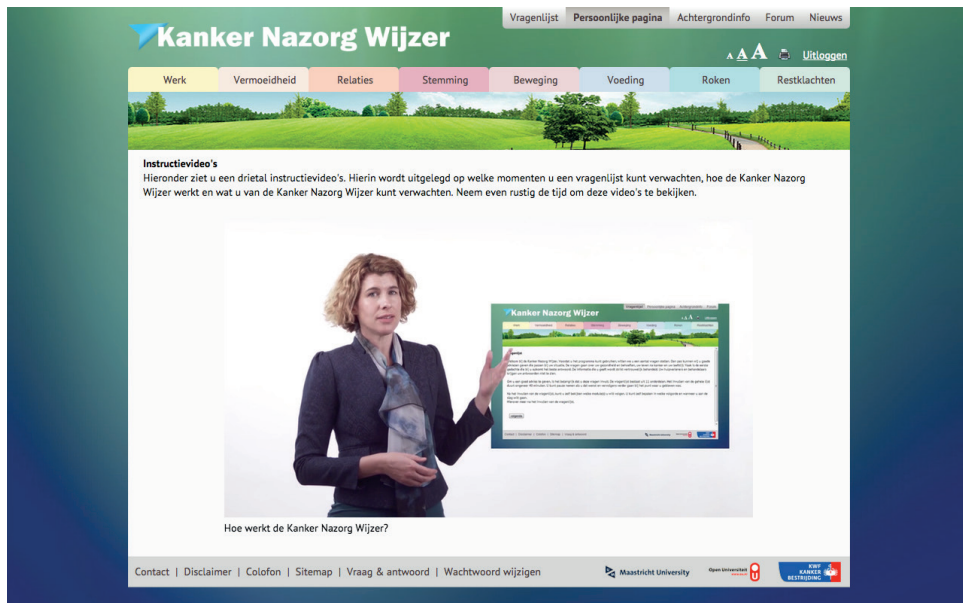 Vragenlijst Persoonlijke pagina Achtergrondinfo Forum Nieuws
Kanker Nazorg Wijzer
A A A Uitloggen
Werk Vermoeidheid Relaties Stemming Beweging Voeding Roken Restklachten
Instructievideo's
Hieronder ziet u een drietal instructievideo's. Hierin wordt uitgelegd op welke momenten u een vragenlijst kunt verwachten, hoe de Kanker Nazorg
Wijzer werkt en wat u van de Kanker Nazorg Wijzer kunt verwachten. Neem even rustig de tijd om deze video's te bekijken.
Kanker Nazorg Wijzer
Hoe werkt de Kanker Nazorg Wijzer?
Contact | Disclaimer | Colofon | Sitemap | Vraag & antwoord | Wachtwoord wijzigen
Maastricht University
Open Universiteit
KWF
KANKER
BESTRIJDING